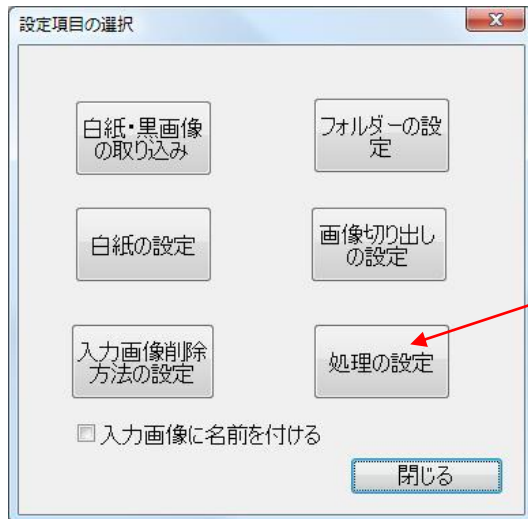 設定項目の選択
白紙・黒画像
の取り込み
フォルダーの設
定
白紙の設定
画像切り出し
の設定
入力画像削除
方法の設定
処理の設定
入力画像に名前を付ける
閉じる